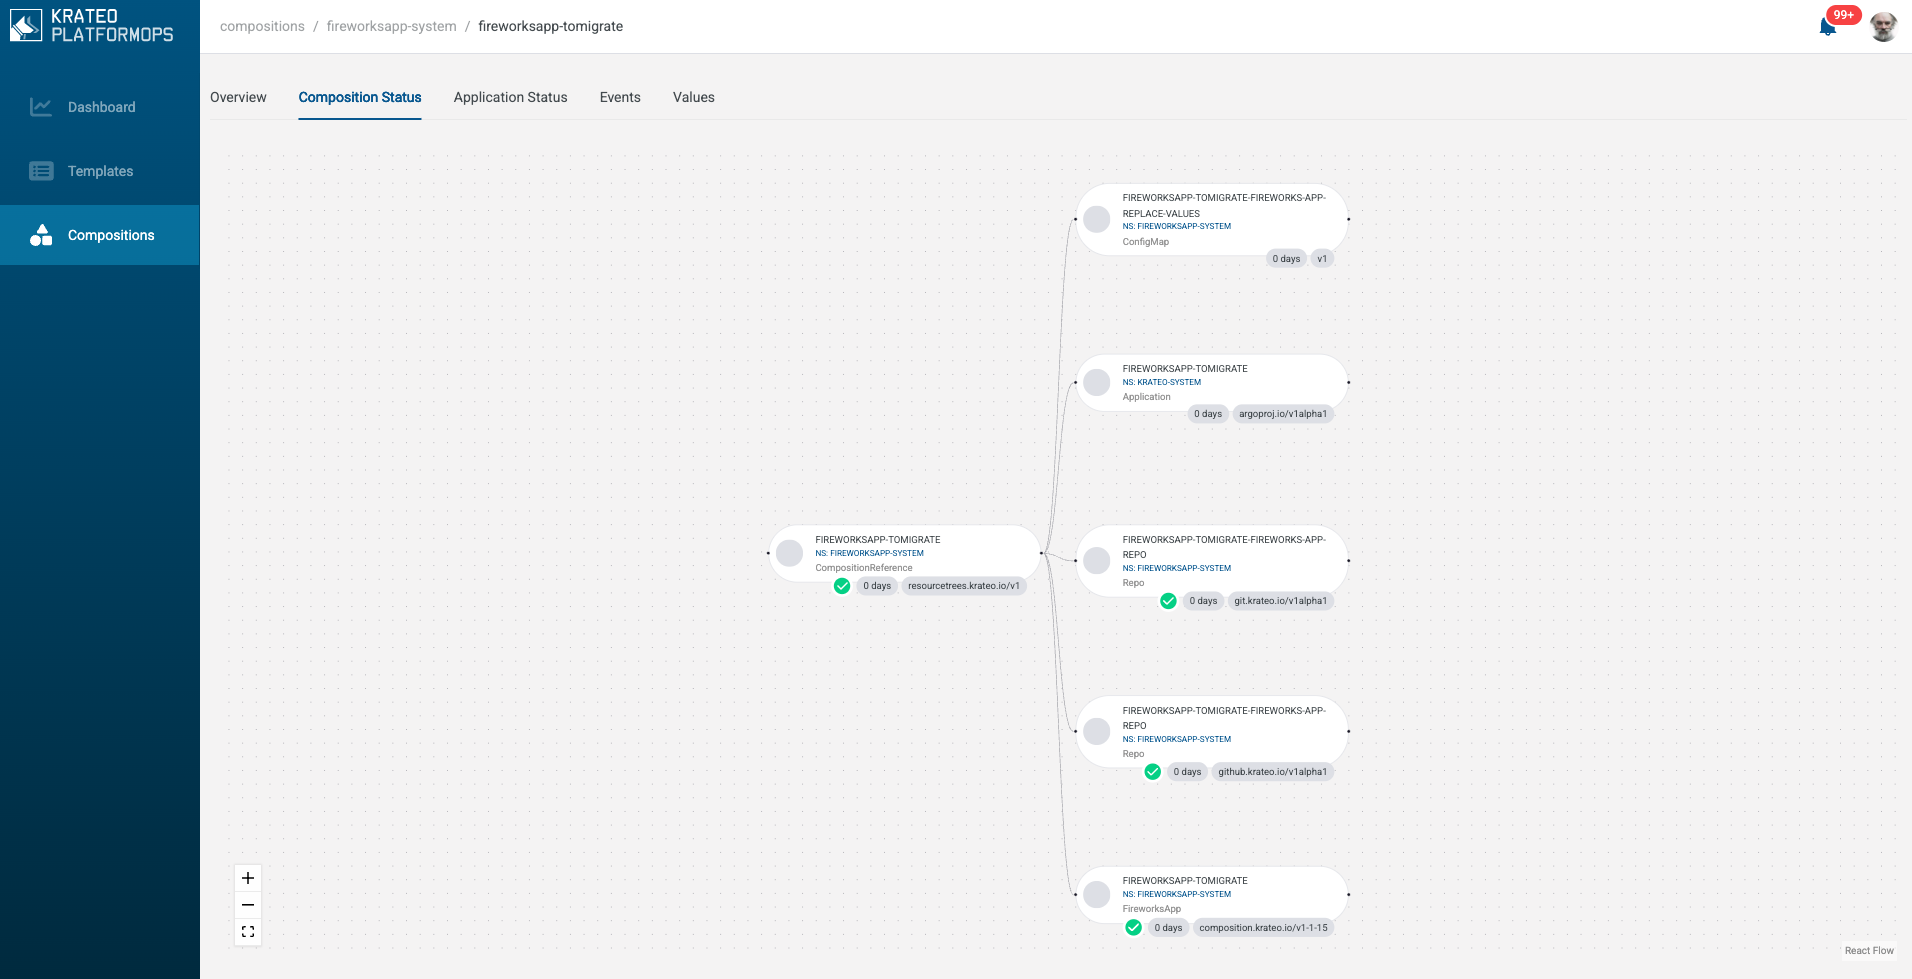 KRATEO
PLATFORMOPS
compositions / fireworksapp-system / fireworksapp-tomigrate
99+
Dashboard
Templates
Compositions
Overview
Composition Status
Application Status
Events
Values
FIREWORKSAPP-TOMIGRATE-FIREWORKS-APP-
REPLACE-VALUES
NS: FIREWORKSAPP-SYSTEM
ConfigMap
0 days
v1
FIREWORKSAPP-TOMIGRATE
NS: KRATEO-SYSTEM
Application
0 days
argoproj.io/v1alpha1
FIREWORKSAPP-TOMIGRATE
NS: FIREWORKSAPP-SYSTEM
CompositionReference
0 days
resourcetrees.krateo.io/v1
FIREWORKSAPP-TOMIGRATE-FIREWORKS-APP-
REPO
NS: FIREWORKSAPP-SYSTEM
Repo
0 days
git.krateo.io/v1alpha1
FIREWORKSAPP-TOMIGRATE-FIREWORKS-APP-
REPO
NS: FIREWORKSAPP-SYSTEM
Repo
0 days
github.krateo.io/v1alpha1
FIREWORKSAPP-TOMIGRATE
NS: FIREWORKSAPP-SYSTEM
FireworksApp
0 days
composition.krateo.io/v1-1-15
React Flow